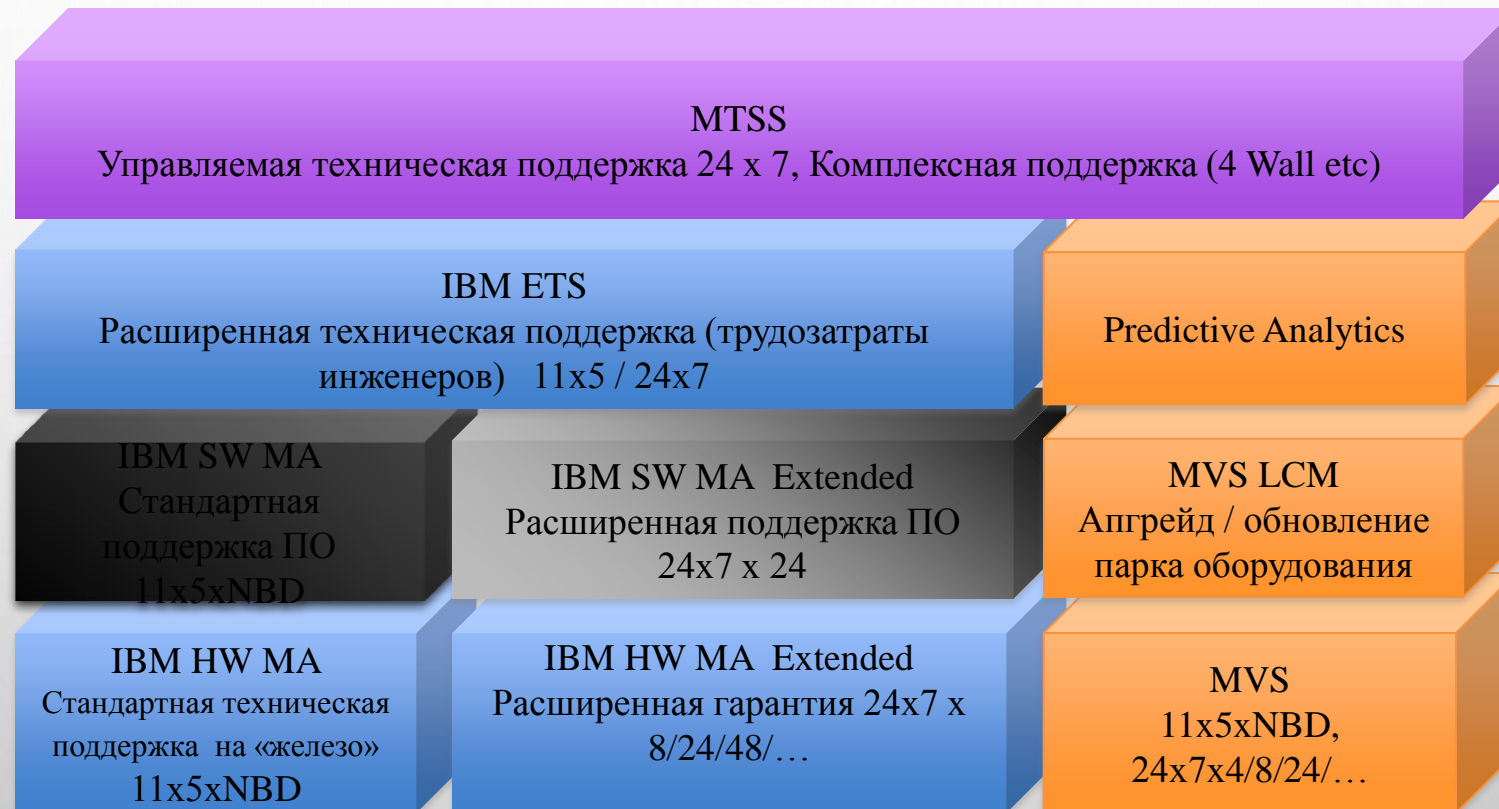 MTSS
Управляемая техническая поддержка 24 x 7, Комплексная поддержка (4 Wall etc)
IBM ETS
Расширенная техническая поддержка (трудозатраты
инженеров) 11x5 / 24x7
Predictive Analytics
IBM SW MA
Стандартная
поддержка ПО
11x5xNBD
IBM SW MA Extended
Расширенная поддержка ПО
24x7 x 24
MVS LCM
Апгрейд / обновление
парка оборудования
IBM HW MA
Стандартная техническая
поддержка на «железо»
11x5xNBD
IBM HW MA Extended
Расширенная гарантия 24x7 x
8/24/48/…
MVS
11x5xNBD,
24x7x4/8/24/…